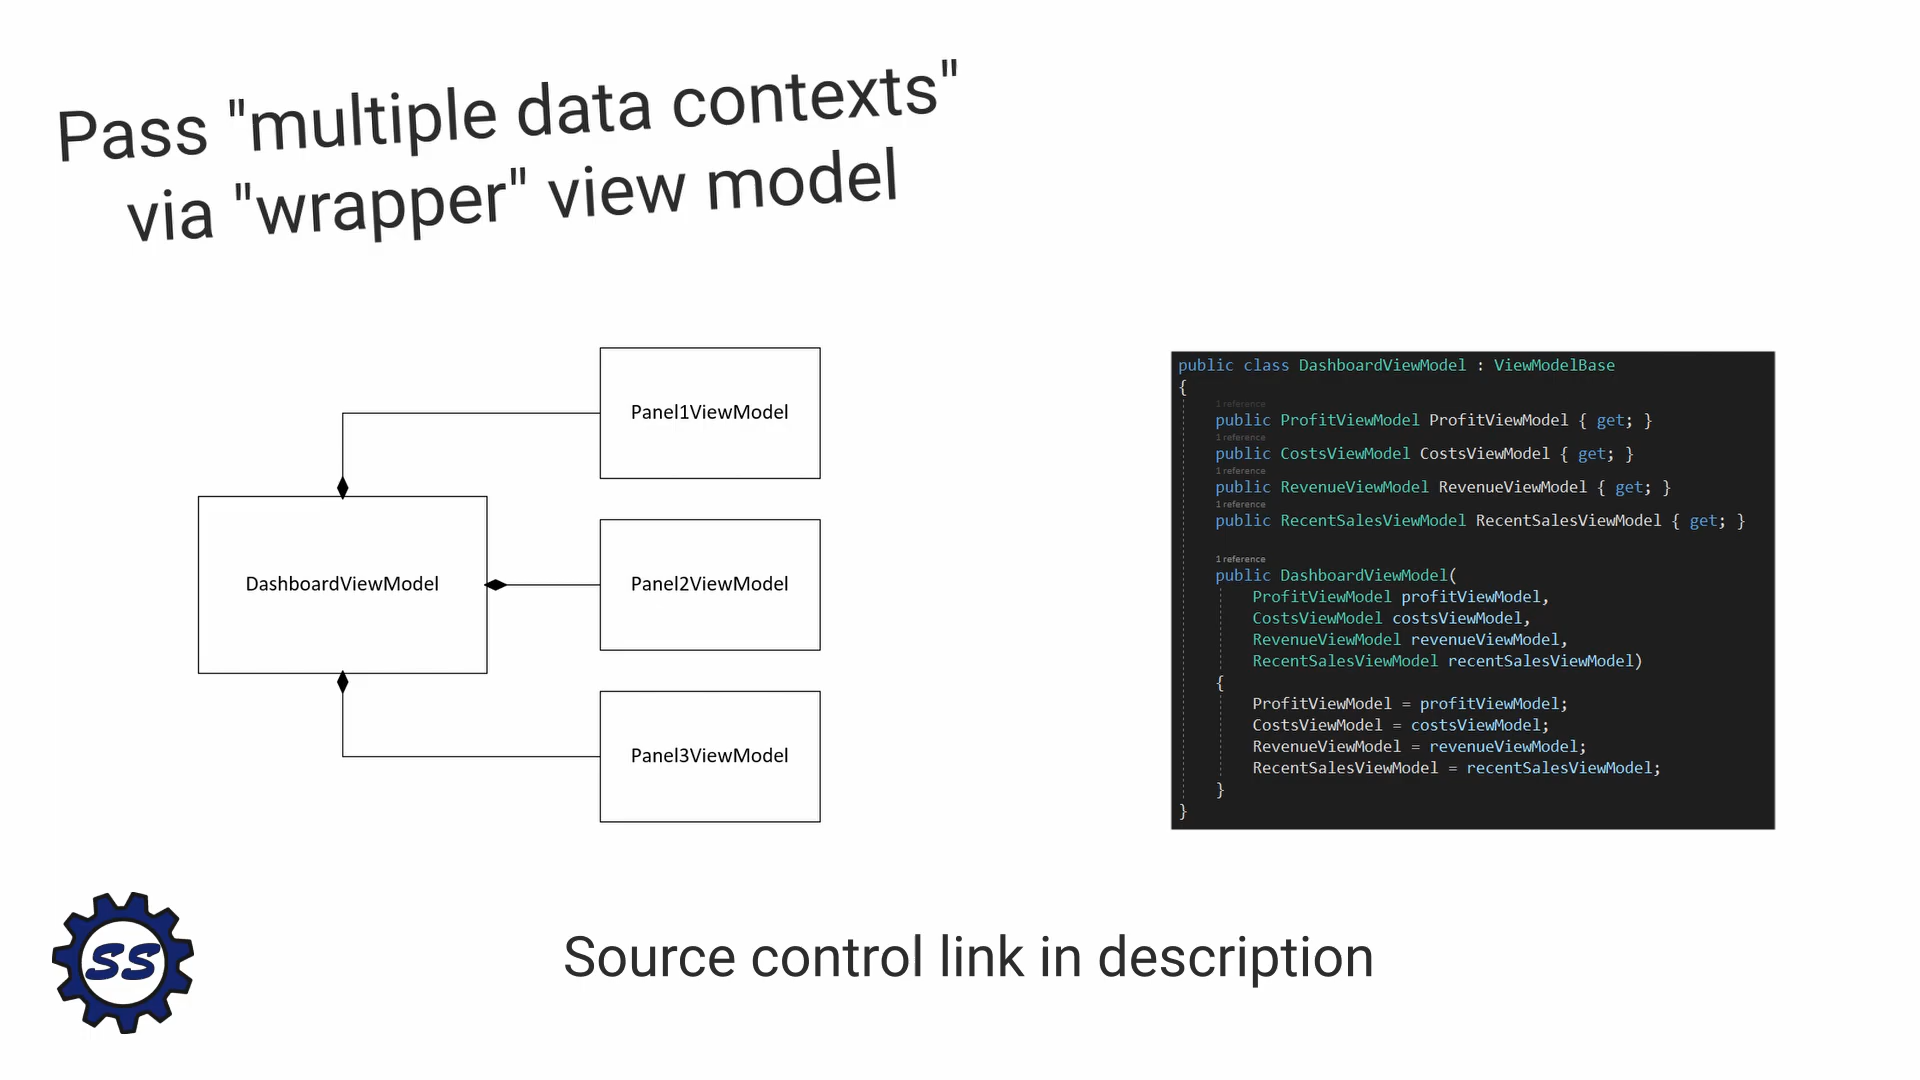 Pass "multiple data contexts"
via "wrapper" view model
Panel1ViewModel
DashboardViewModel
Panel2ViewModel
Panel3ViewModel
public class DashboardViewModel : ViewModelBase
{
1 reference
public ProfitViewModel ProfitViewModel { get; }
1 reference
public CostsViewModel CostsViewModel { get; }
1 reference
public RevenueViewModel RevenueViewModel { get; }
1 reference
public RecentSalesViewModel RecentSalesViewModel { get; }
1 reference
public DashboardViewModel(
ProfitViewModel profitViewModel,
CostsViewModel costsViewModel,
RevenueViewModel revenueViewModel,
RecentSalesViewModel recentSalesViewModel)
{
ProfitViewModel = profitViewModel;
CostsViewModel = costsViewModel;
RevenueViewModel = revenueViewModel;
RecentSalesViewModel = recentSalesViewModel;
}
}
SS
Source control link in description